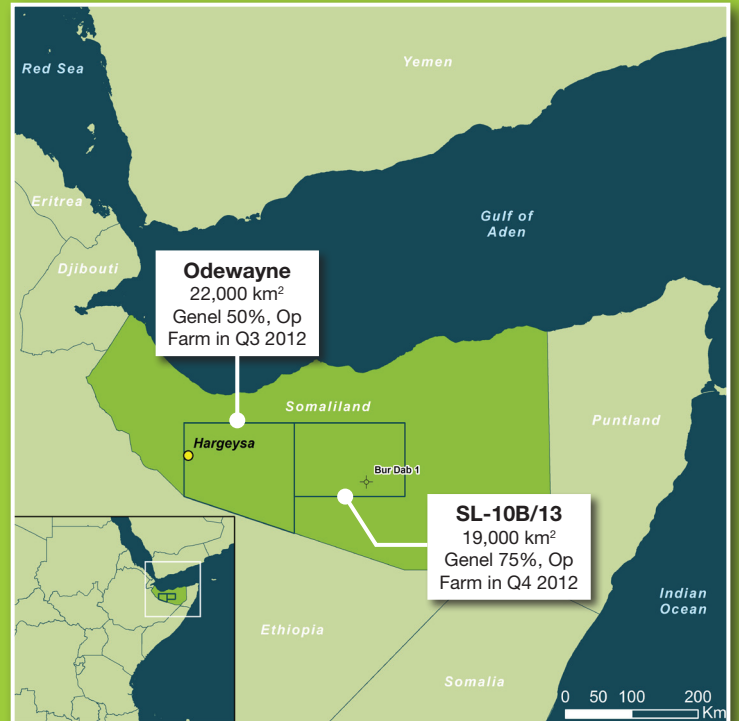 Red Sea
Yemen
Eritrea
Gulf of
Aden
Djibouti
Odewayne
22,000 km²
Genel 50%, Op
Farm in Q3 2012
Somaliland
Puntland
Hargeysa
Bur Dab 1
SL-10B/13
19,000 km²
Genel 75%, Op
Farm in Q4 2012
Indian
Ocean
Ethiopia
Somalia
0 50 100 200
Km